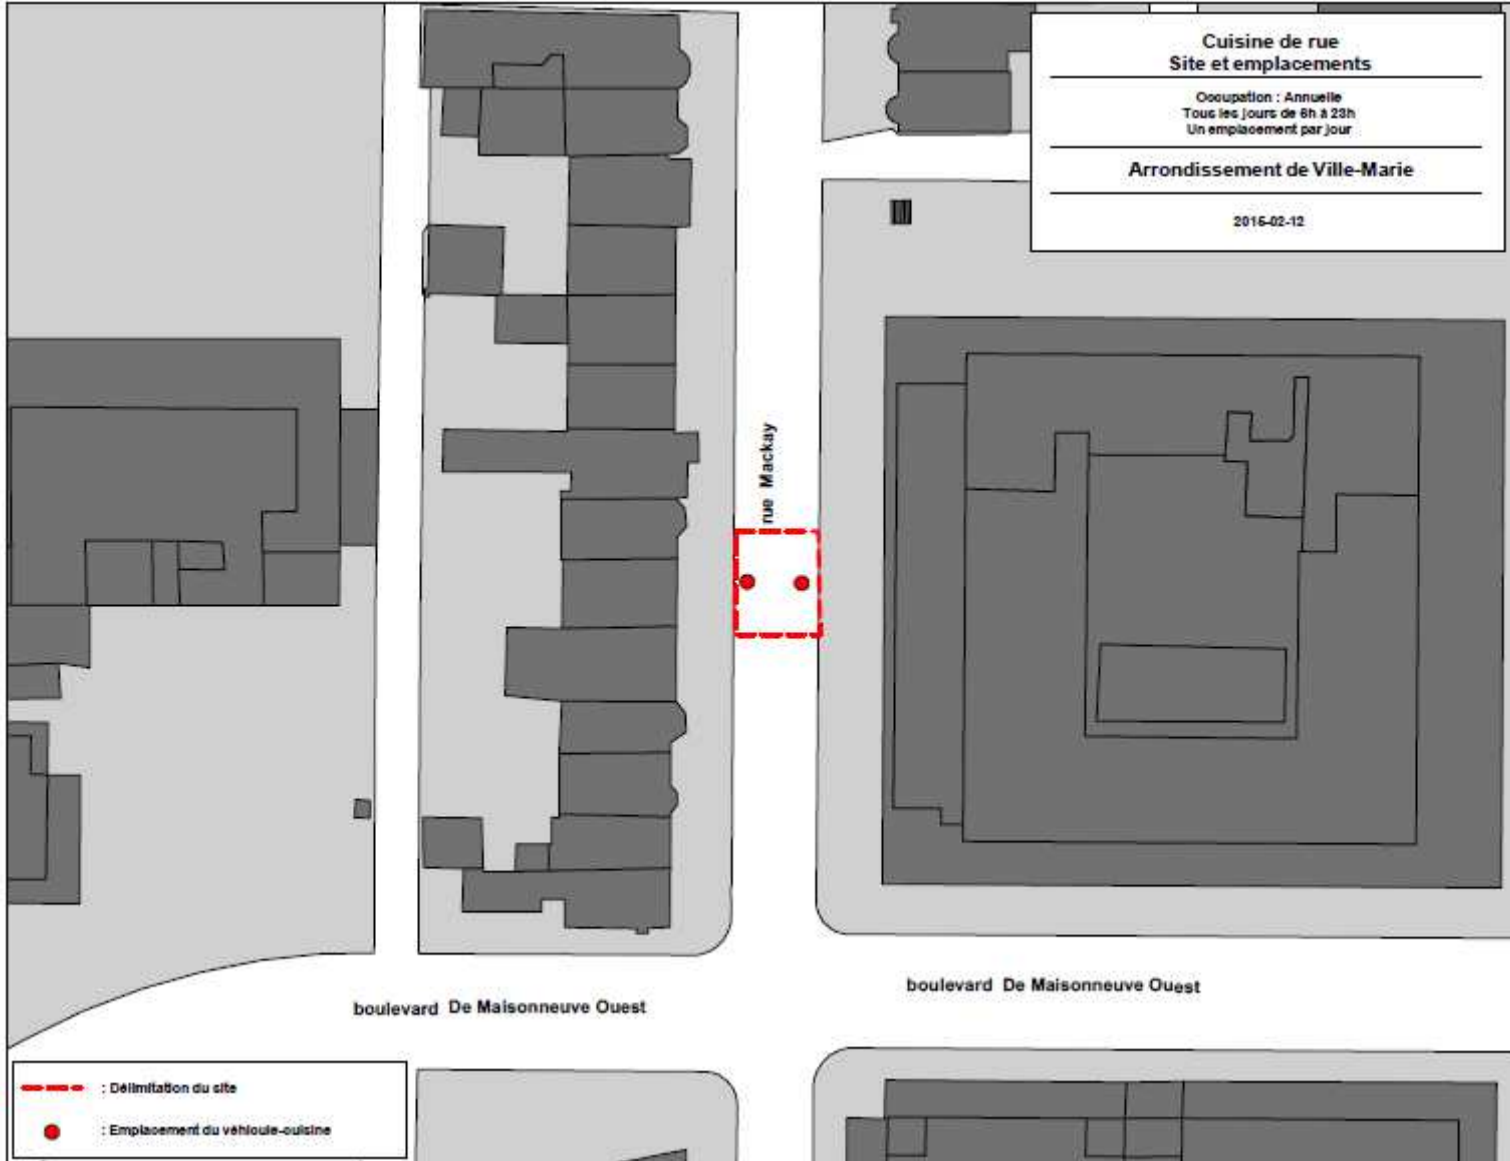 Cuisine de rue
Site et emplacements
Occupation : Annuelle
Tous les jours de 6h à 23h
Un emplacement par jour
Arrondissement de Ville-Marie
2015-02-12
rue Mackay
boulevard De Maisonneuve Ouest
boulevard De Maisonneuve Ouest
: Délimitation du site
: Emplacement du véhicule-cuisine